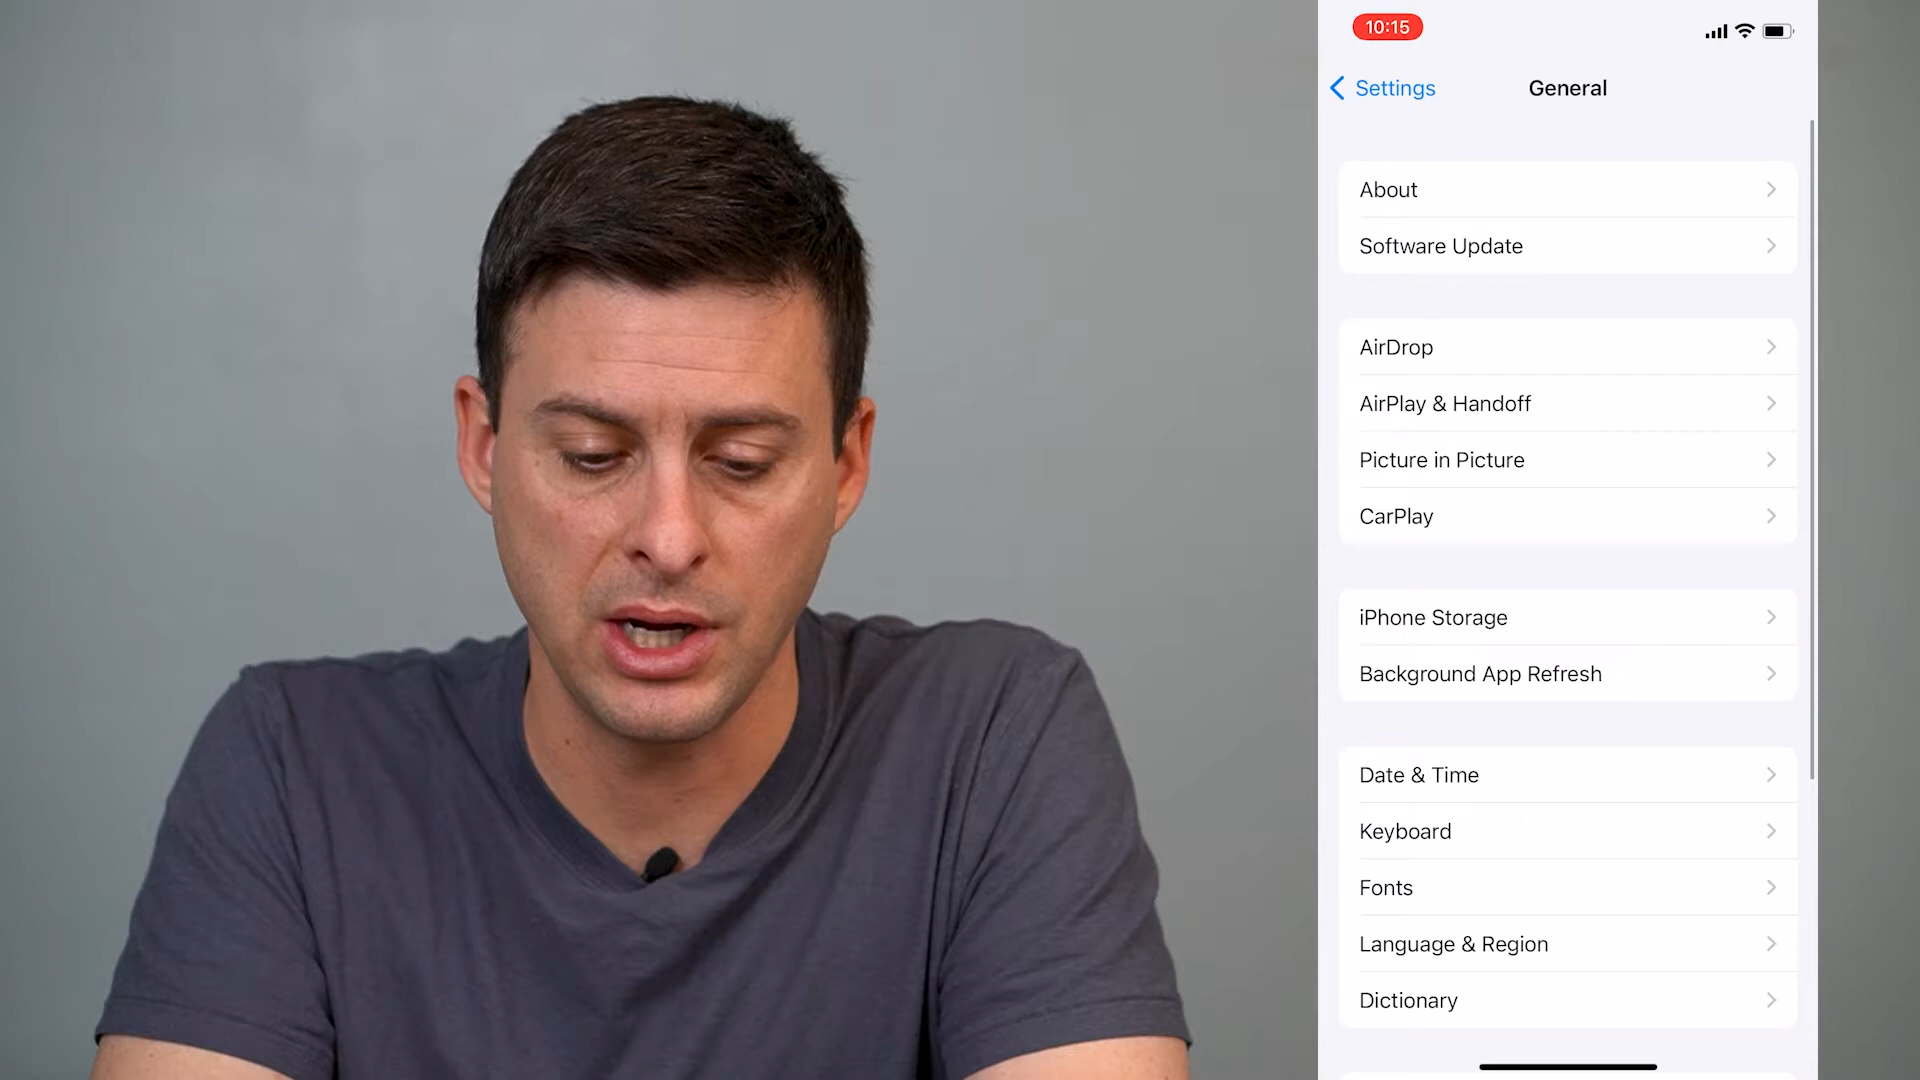 10:15
Settings
General
About
Software Update
AirDrop
AirPlay & Handoff
Picture in Picture
CarPlay
iPhone Storage
Background App Refresh
Date & Time
Keyboard
Fonts
Language & Region
Dictionary